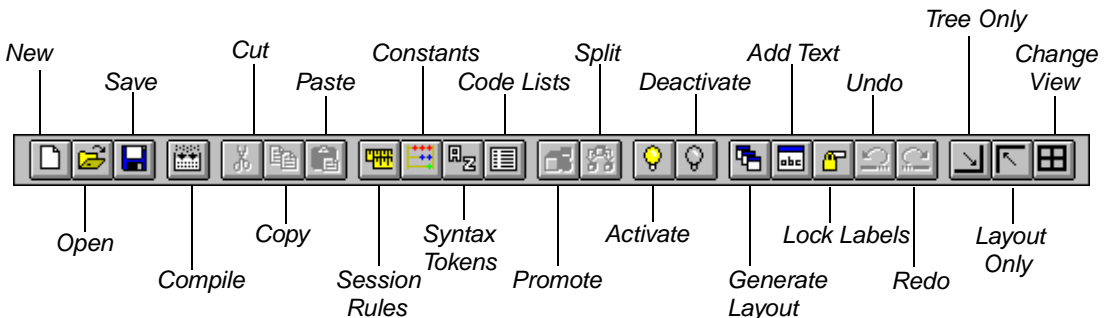 Tree Only
New
Cut
Constants
Split
Add Text
Change
View
Save
Paste
Code Lists
Deactivate
Undo
abc
Open
Copy
Syntax
Tokens
Activate
Lock Labels
Layout
Only
Compile
Session
Rules
Promote
Generate
Layout
Redo